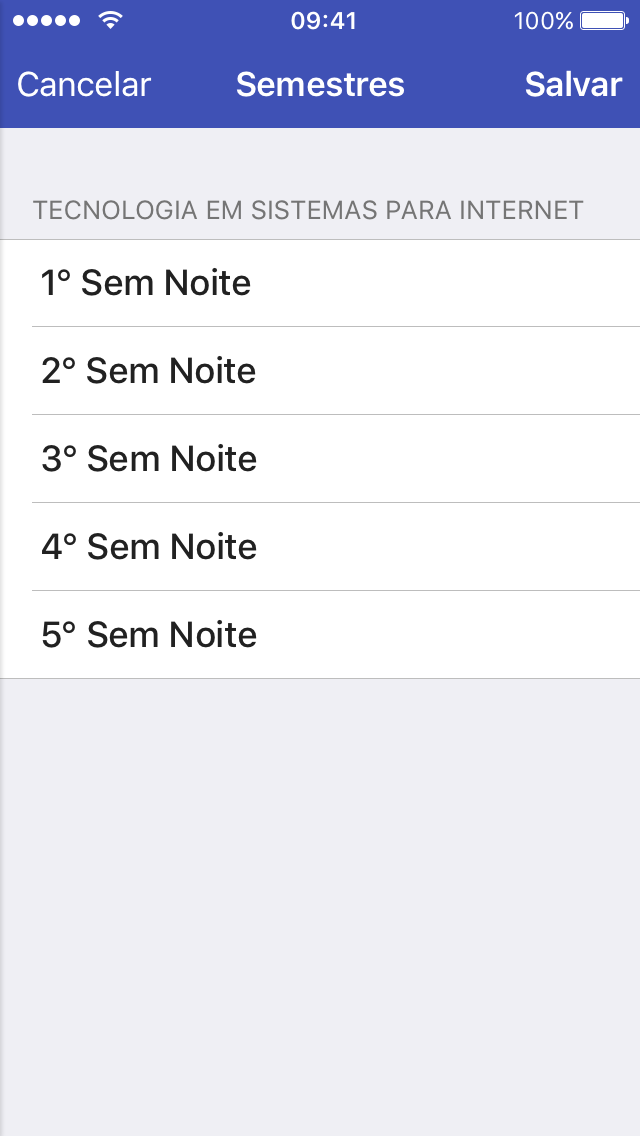 09:41
100%
Cancelar
Semestres
Salvar
TECNOLOGIA EM SISTEMAS PARA INTERNET
1° Sem Noite
2° Sem Noite
3° Sem Noite
4° Sem Noite
5° Sem Noite